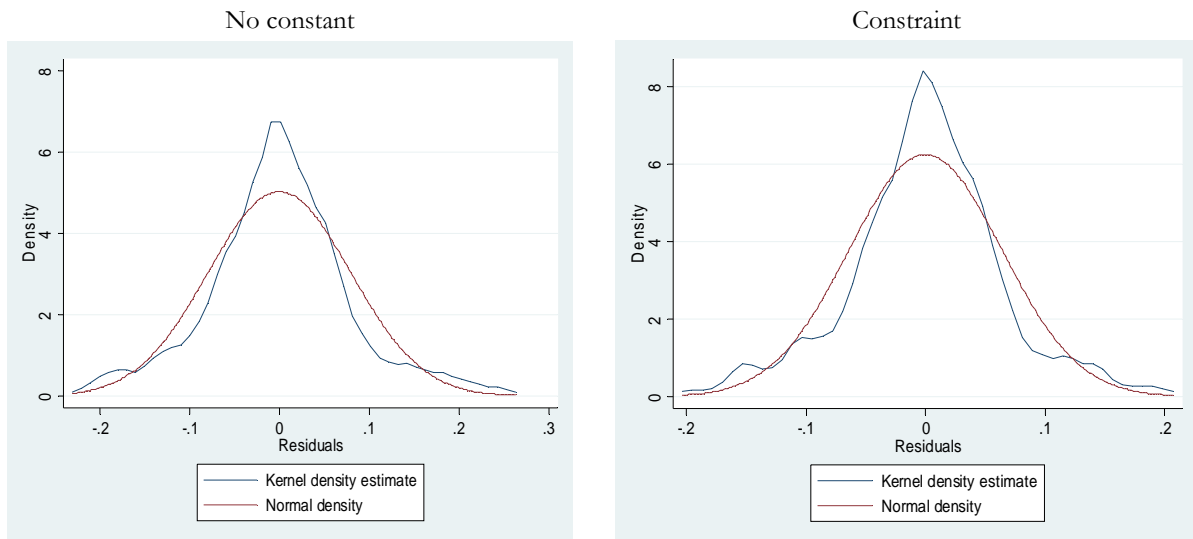 No constant
Density
8
6
4
2
0
-.2 -.1 0 .1 .2 .3
Residuals
Kernel density estimate
Normal density
Constraint
Density
8
6
4
2
0
-.2 -.1 0 .1 .2
Residuals
Kernel density estimate
Normal density